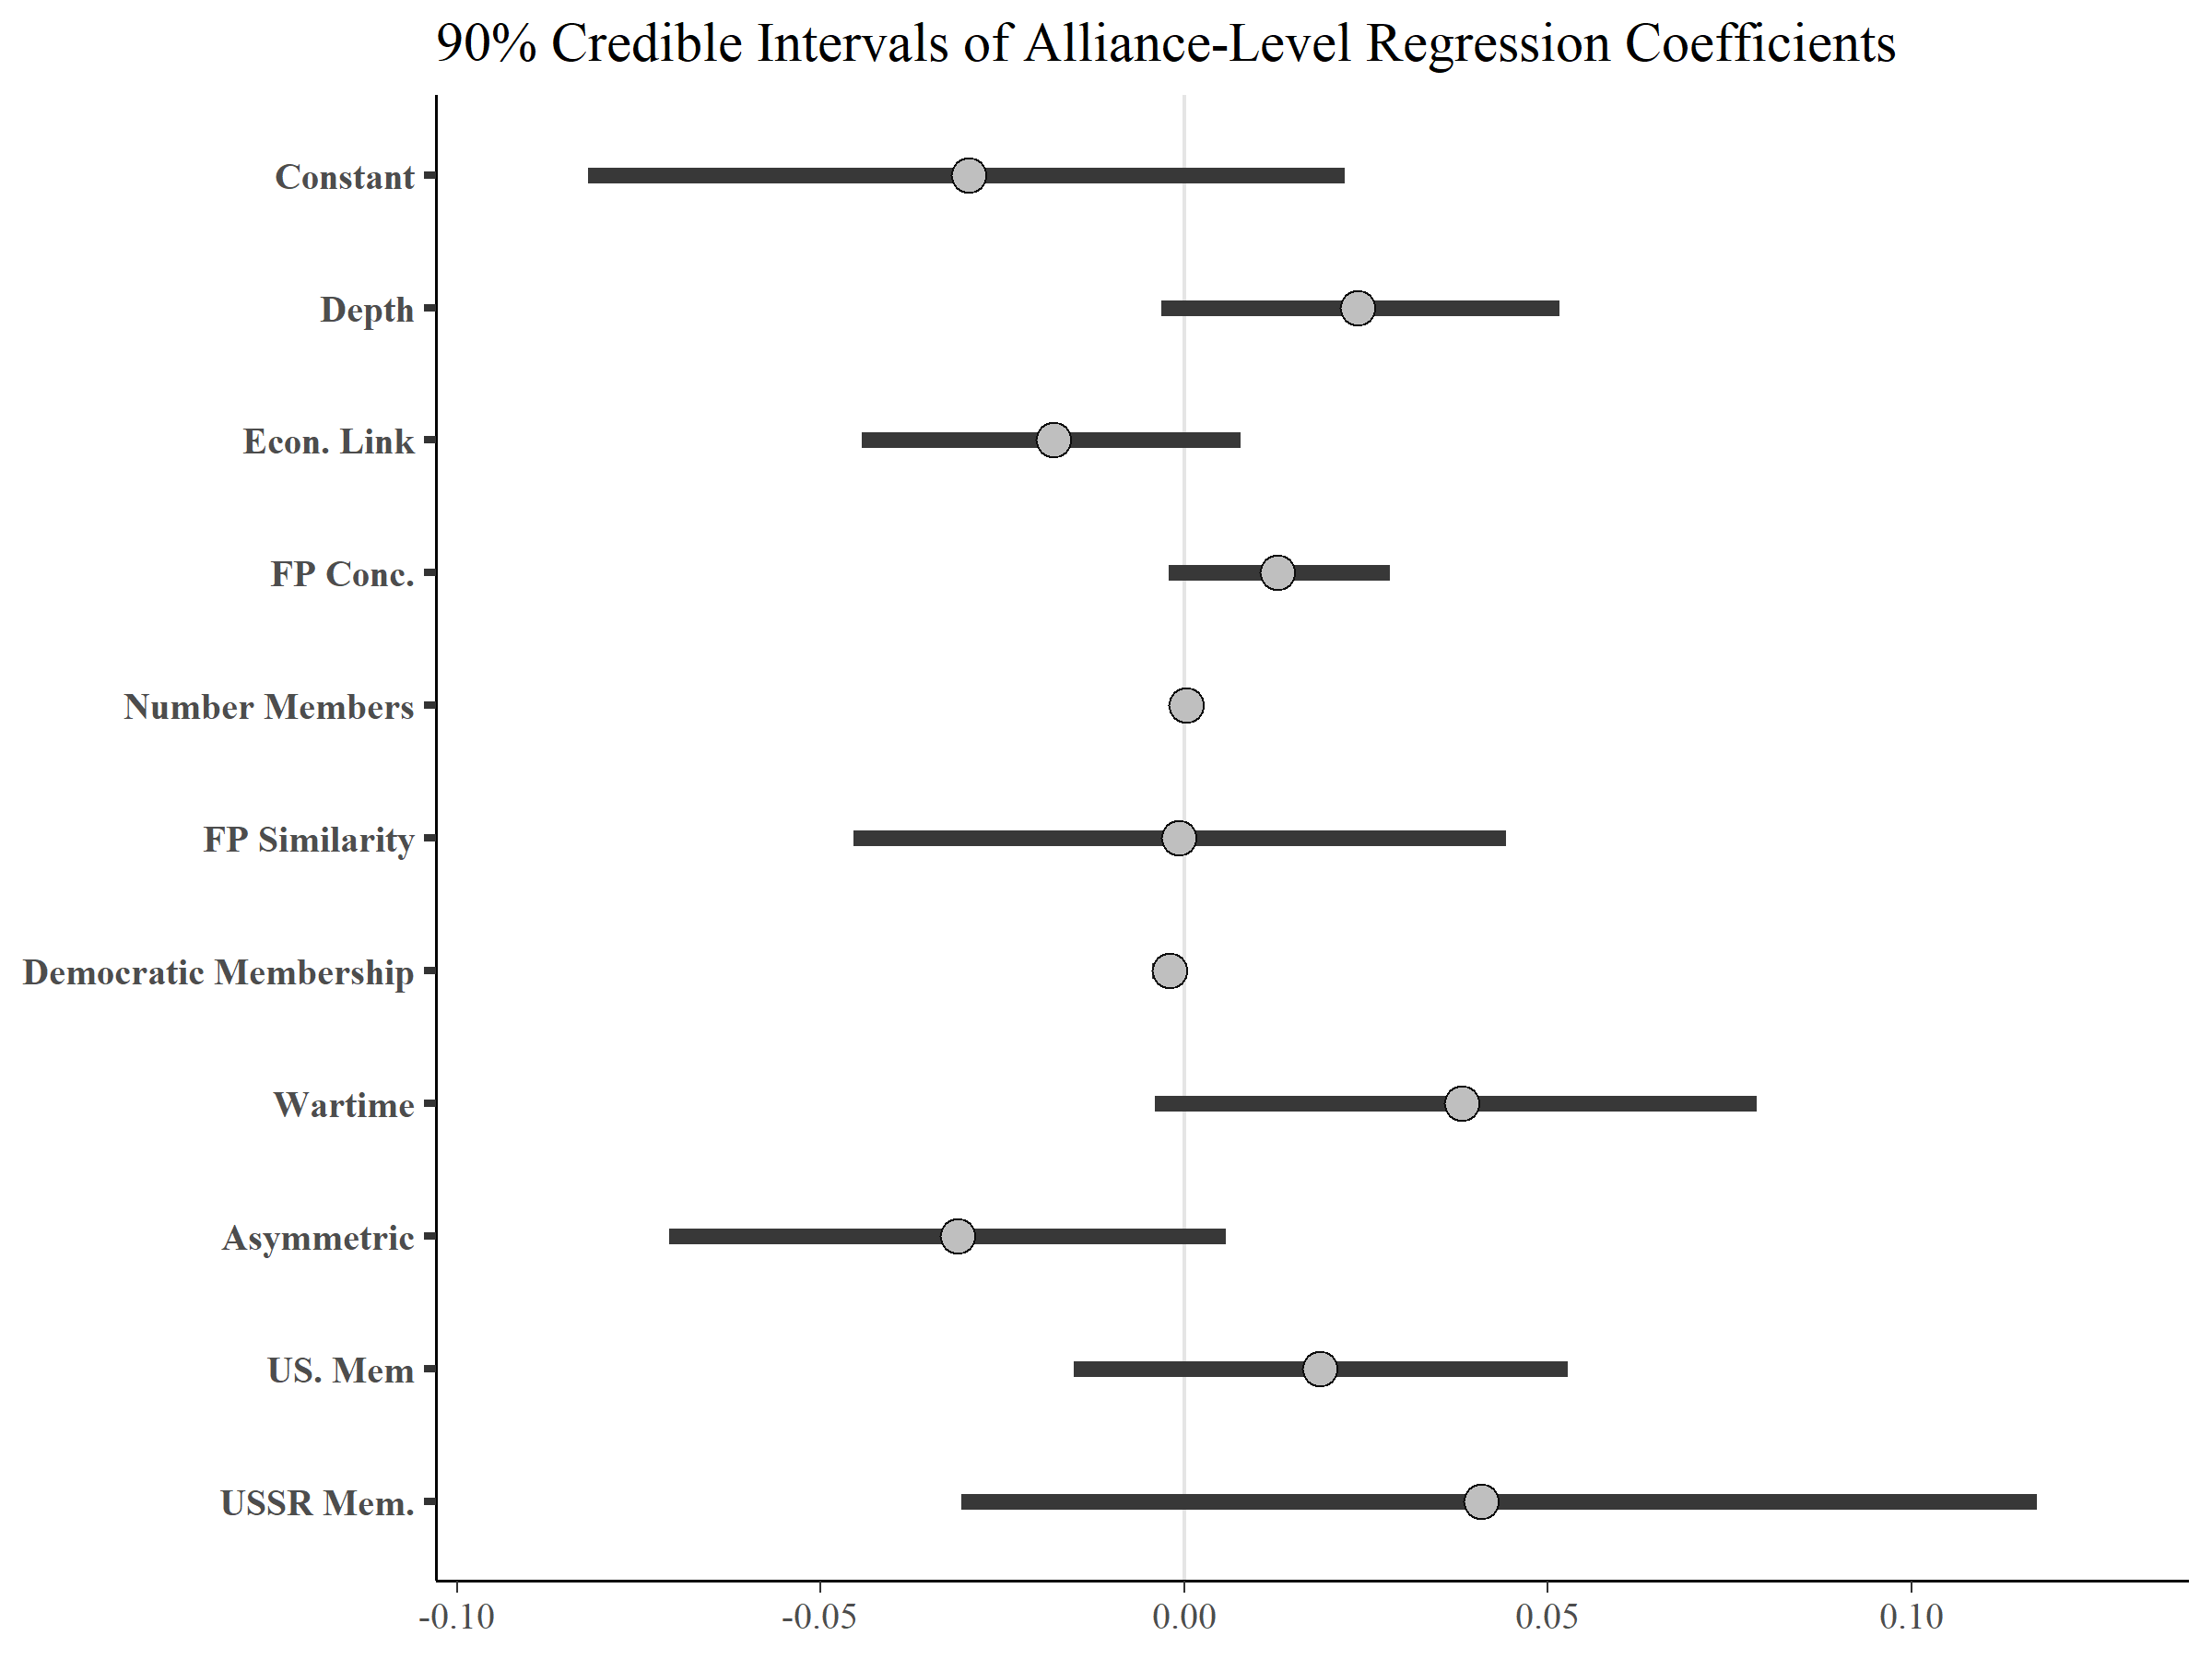 90% Credible Intervals of Alliance-Level Regression Coefficients
Constant
Depth
Econ. Link
FP Conc.
Number Members
FP Similarity
Democratic Membership
Wartime
Asymmetric
US. Mem
USSR Mem.
-0.10 -0.05 0.00 0.05 0.10